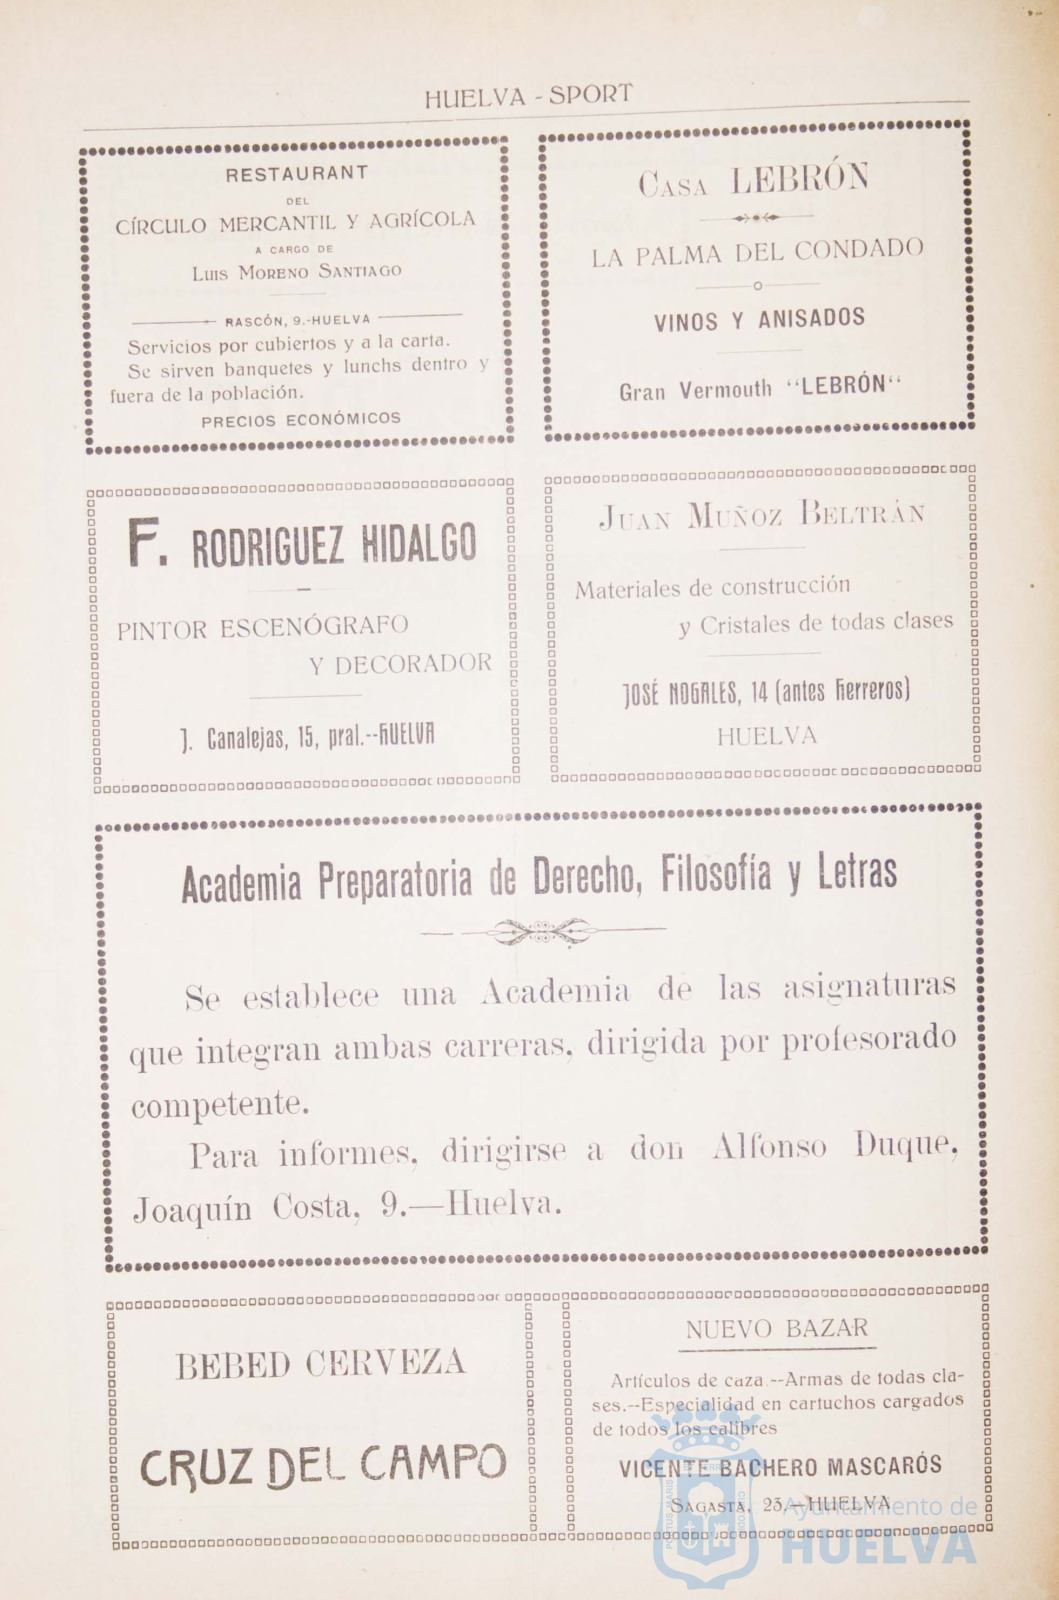 HUELVA - SPORT
RESTAURANT
DEL
CÍRCULO MERCANTIL Y AGRÍCOLA
A CARGO DE
LUIS MORENO SANTIAGO
RASCÓN, 9.-HUELVA
Servicios por cubiertos y a la carta.
Se sirven banquetes y lunchs dentro y
fuera de la población.
PRECIOS ECONÓMICOS
CASA LEBRÓN
LA PALMA DEL CONDADO
VINOS Y ANISADOS
Gran Vermouth “LEBRÓN“
F. RODRIGUEZ HIDALGO
PINTOR ESCENÓGRAFO
Y DECORADOR
J. Canalejas, 15, pral.--HUELVA
JUAN MUÑOZ BELTRÁN
Materiales de construcción
y Cristales de todas clases
JOSÉ NOGALES, 14 (antes Herreros)
HUELVA
Academia Preparatoria de Derecho, Filosofía y Letras
Se establece una Academia de las asignaturas
que integran ambas carreras, dirigida por profesorado
competente.
Para informes, dirigirse a don Alfonso Duque,
Joaquín Costa, 9.—Huelva.
BEBED CERVEZA
CRUZ DEL CAMPO
NUEVO BAZAR
Artículos de caza.--Armas de todas cla-
ses.--Especialidad en cartuchos cargados
de todos los calibres
VICENTE BACHERO MASCARÓS
SAGASTA, 23,—HUELVA
Ayuntamiento de
HUELVA